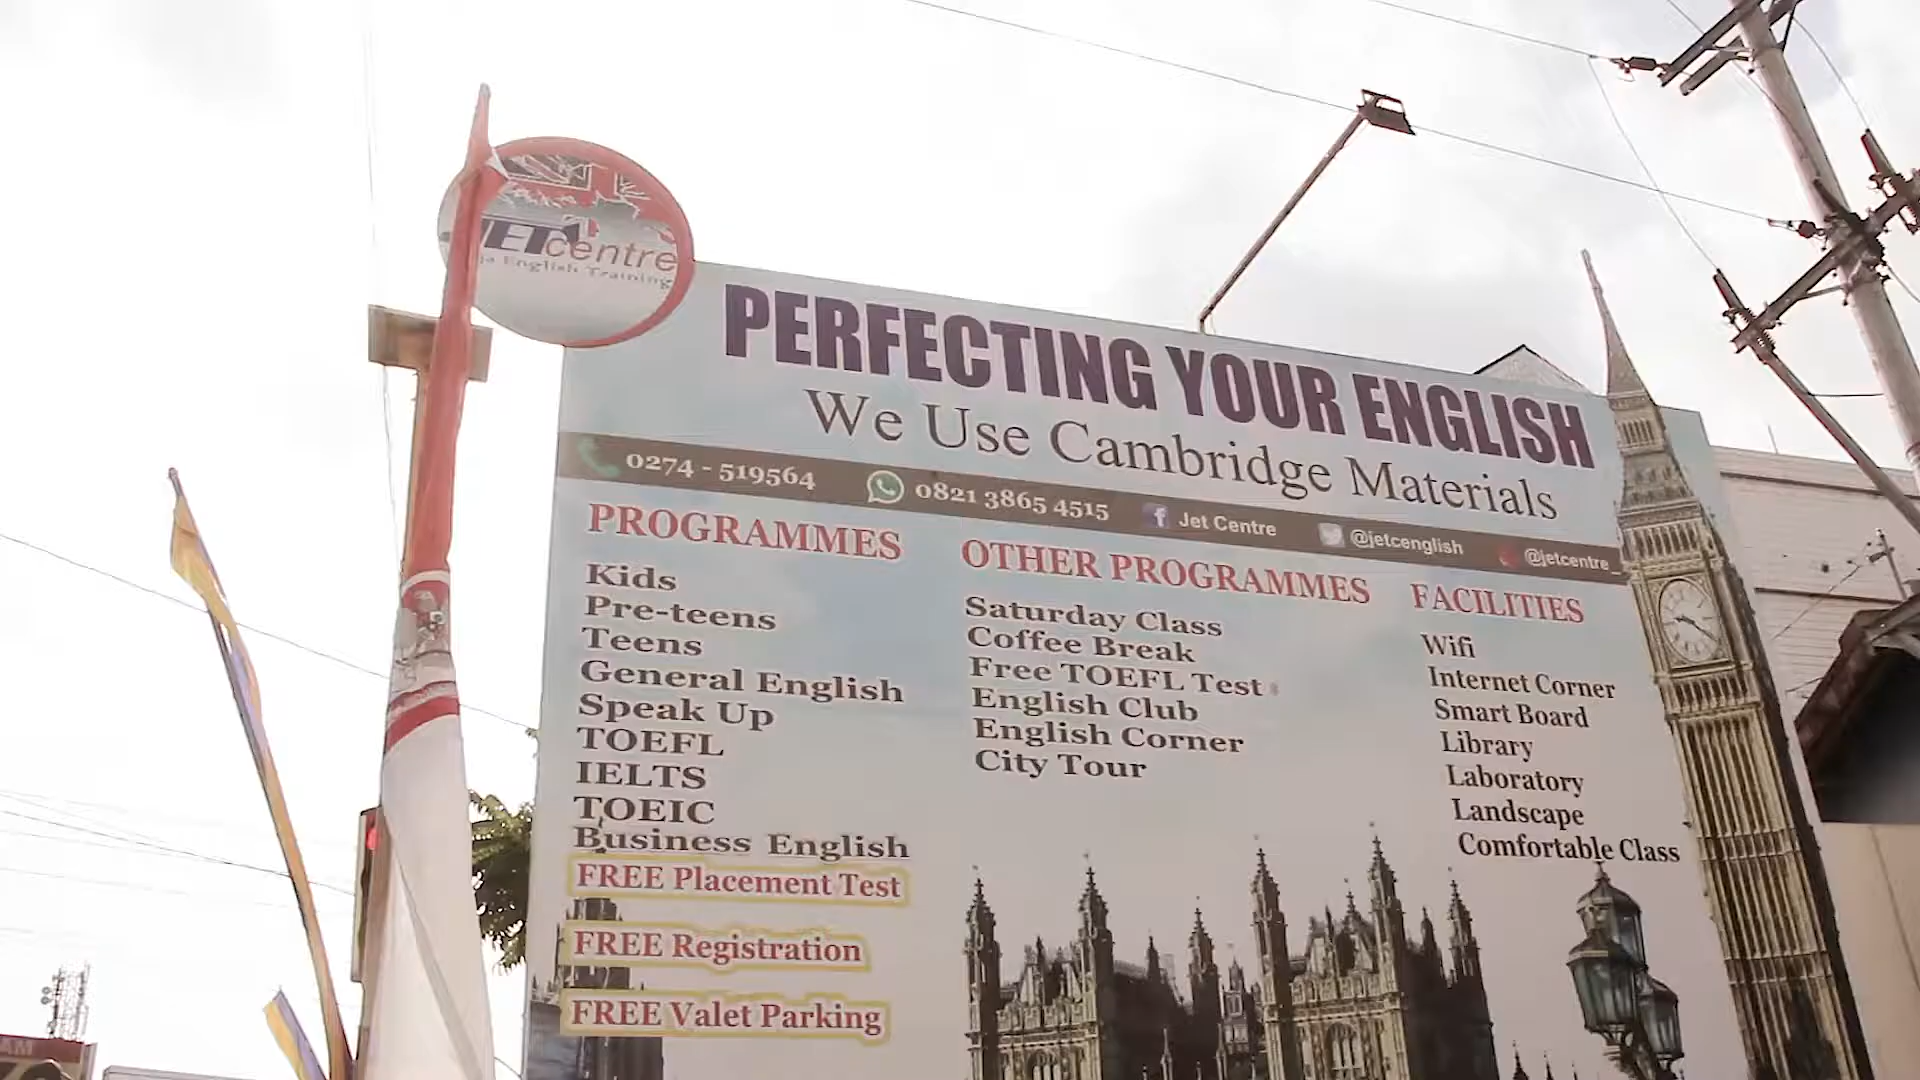 JET centre
English Training
PERFECTING YOUR ENGLISH
We Use Cambridge Materials
0274 - 519564
0821 3865 4515
Jet Centre
@jetcenglish
@jetcentre_
PROGRAMMES
Kids
Pre-teens
Teens
General English
Speak Up
TOEFL
IELTS
TOEIC
Business English
FREE Placement Test
FREE Registration
FREE Valet Parking
OTHER PROGRAMMES
Saturday Class
Coffee Break
Free TOEFL Test
English Club
English Corner
City Tour
FACILITIES
Wifi
Internet Corner
Smart Board
Library
Laboratory
Landscape
Comfortable Class